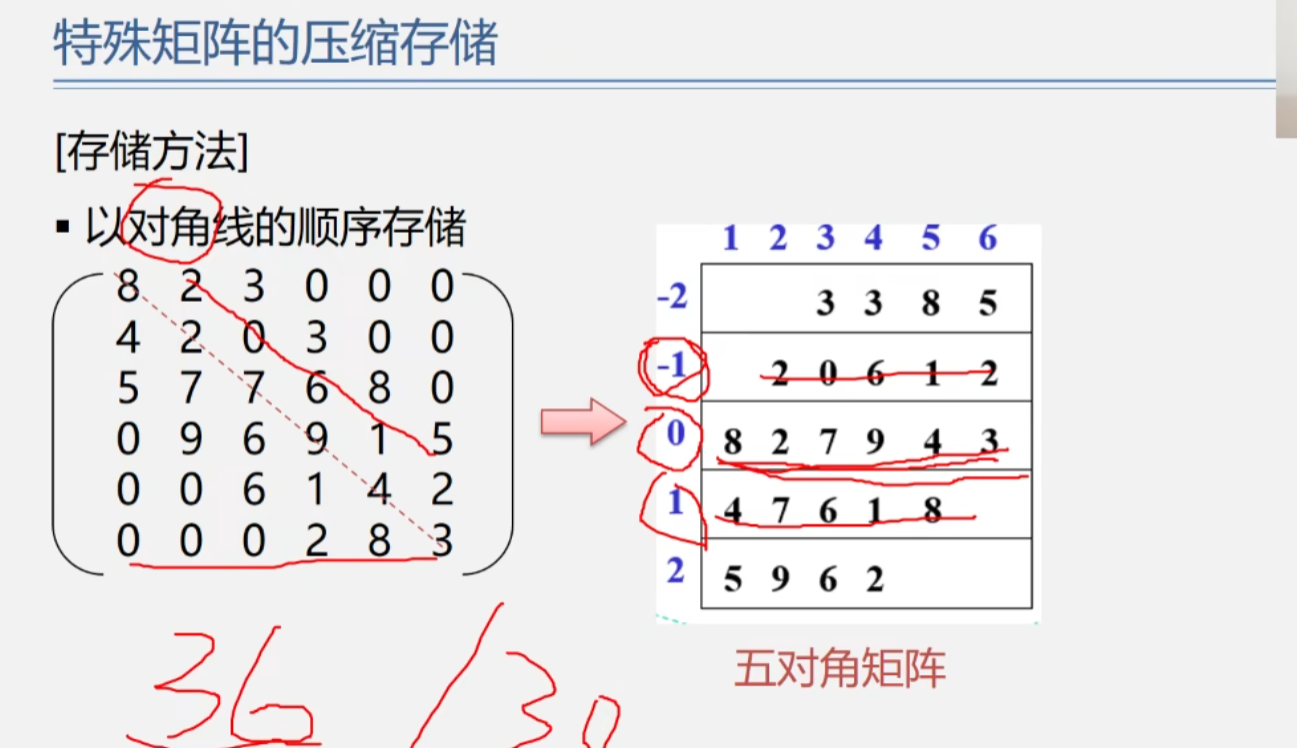 特殊矩阵的压缩存储
[存储方法]
▪ 以对角线的顺序存储
8 2 3 0 0 0
4 2 0 3 0 0
5 7 7 6 8 0
0 9 6 9 1 5
0 0 6 1 4 2
0 0 0 2 8 3
1 2 3 4 5 6
-2 3 3 8 5
-1 2 0 6 1 2
0 8 2 7 9 4 3
1 4 7 6 1 8
2 5 9 6 2
五对角矩阵
36 / 30